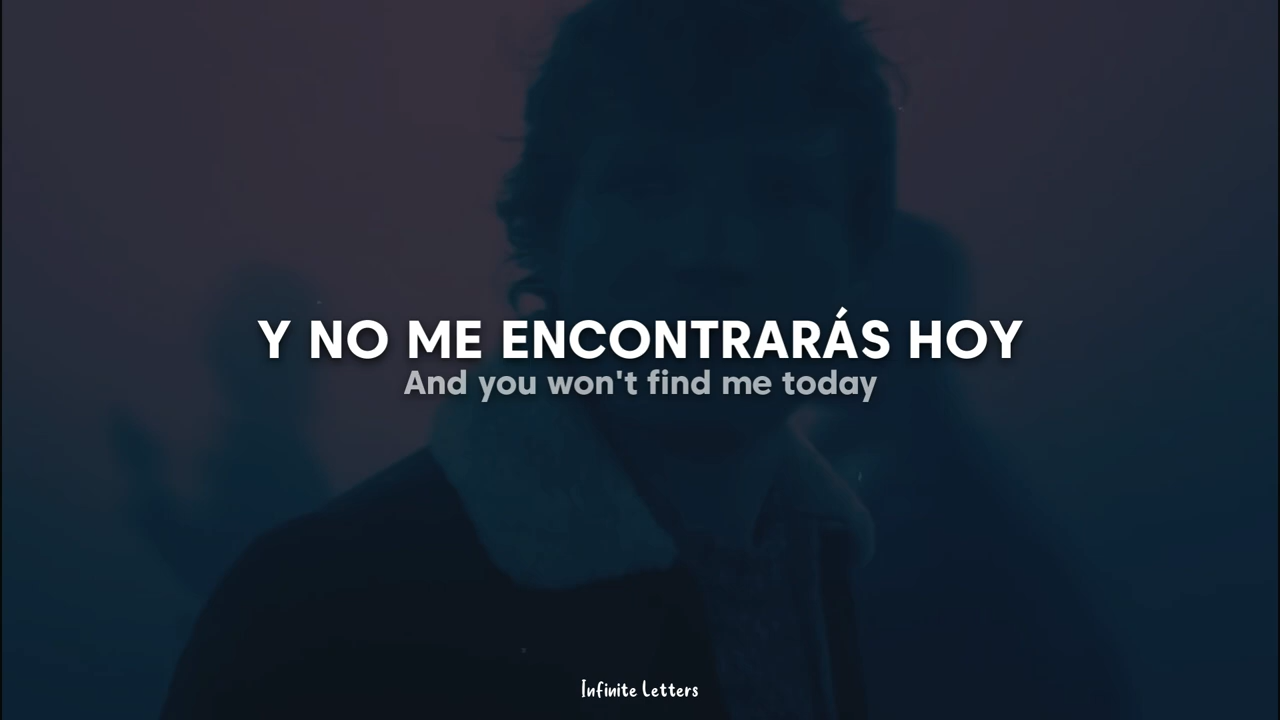 Y NO ME ENCONTRARÁS HOY
And you won't find me today
Infinite Letters